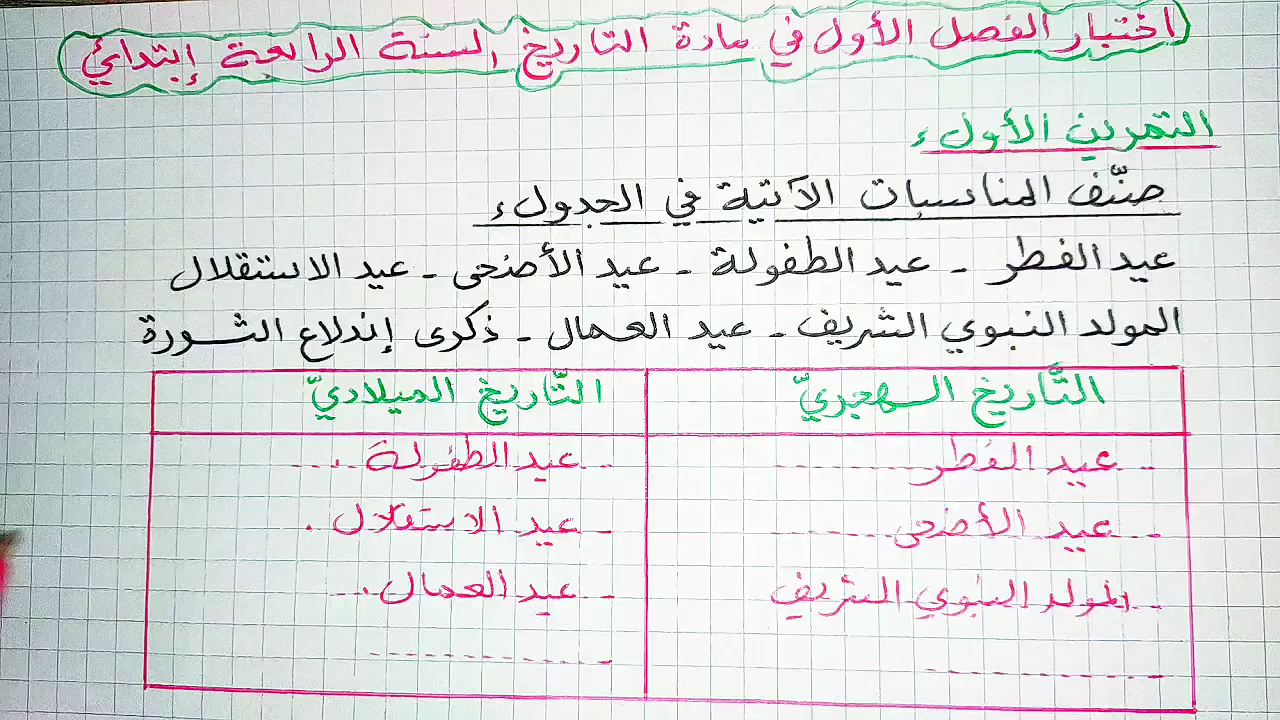 اختبار الفصل الأول في مادة التاريخ السنة الرابعة إبتدائي
التمرين الأول:
صنّف المناسبات الآتية في الجدول:
عيد الفطر - عيد الطفولة - عيد الأضحى - عيد الاستقلال
المولد النبوي الشريف - عيد العمال - ذكرى إندلاع الثورة
التّاريخ الهجريّ
التّاريخ الميلاديّ
- عيد الفطر
- عيد الطفولة
- عيد الأضحى
- عيد الاستقلال
- المولد النبوي الشريف
- عيد العمال